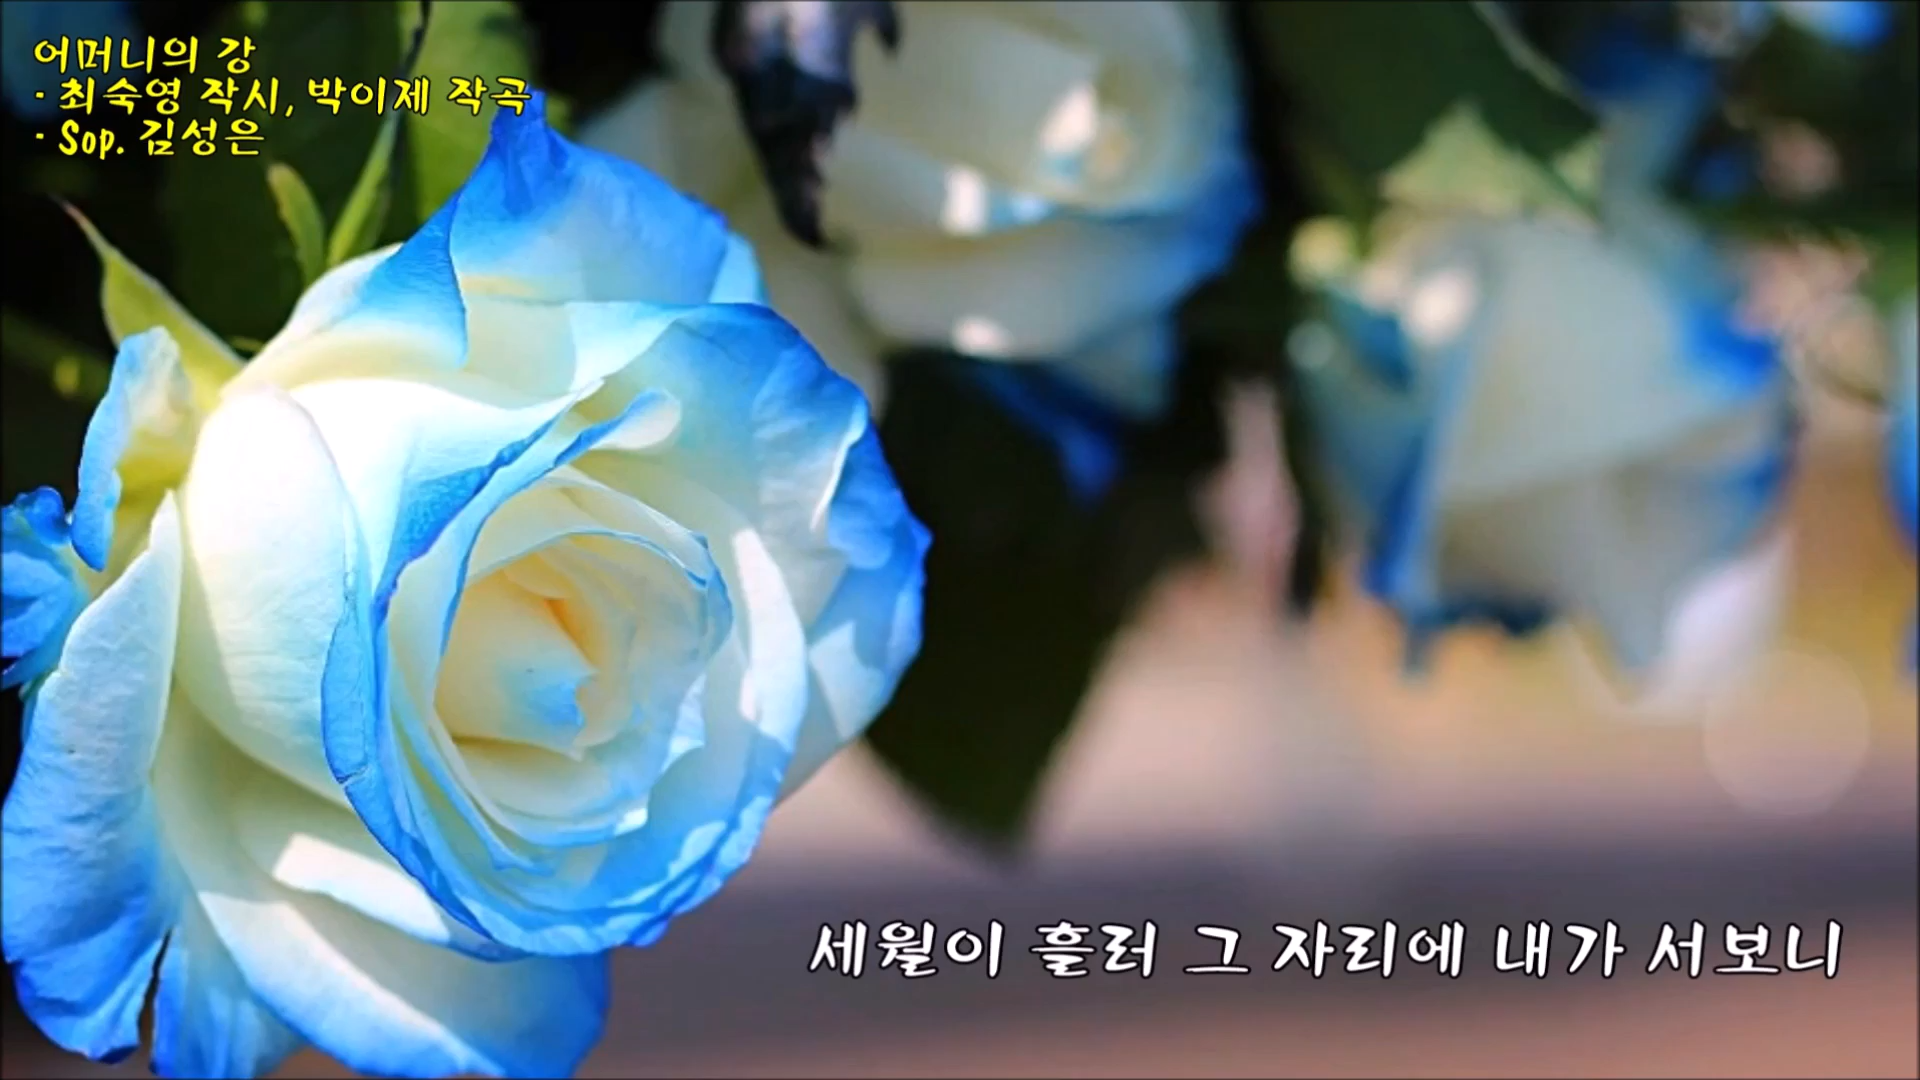 어머니의 강
- 최숙영 작시, 박이제 작곡
- Sop. 김성은
세월이 흘러 그 자리에 내가 서보니